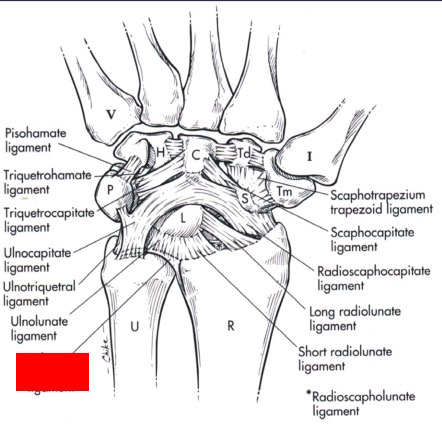 V
I
H
C
Td
P
S
Tm
L
U
R
Pisohamate
ligament
Triquetrohamate
ligament
Triquetrocapitate
ligament
Ulnocapitate
ligament
Ulnotriquetral
ligament
Ulnolunate
ligament
Scaphotrapezium
trapezoid ligament
Scaphocapitate
ligament
Radioscaphocapitate
ligament
Long radiolunate
ligament
Short radiolunate
ligament
*
*Radioscapholunate
ligament
– Chike